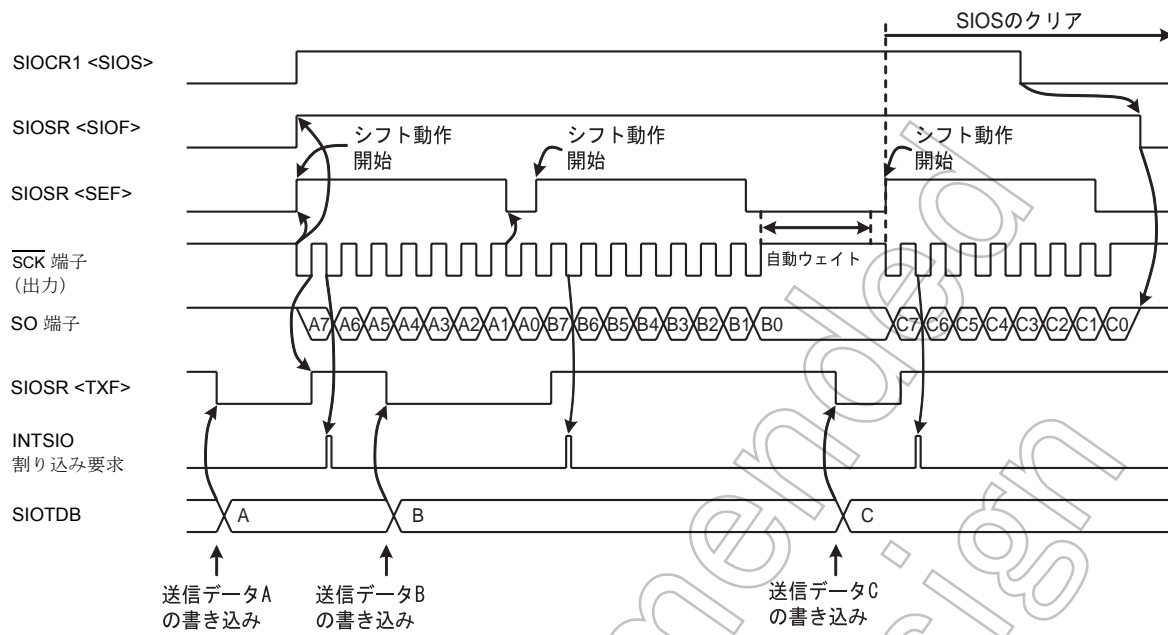 SIOSのクリア
SIOCR1 <SIOS>
SIOSR <SIOF>
シフト動作
開始
シフト動作
開始
シフト動作
開始
SIOSR <SEF>
SCK 端子
(出力)
自動ウェイト
SO 端子
A7 A6 A5 A4 A3 A2 A1 A0 B7 B6 B5 B4 B3 B2 B1 B0 C7 C6 C5 C4 C3 C2 C1 C0
SIOSR <TXF>
INTSIO
割り込み要求
SIOTDB
A
B
C
送信データA
の書き込み
送信データB
の書き込み
送信データC
の書き込み
mended
sign